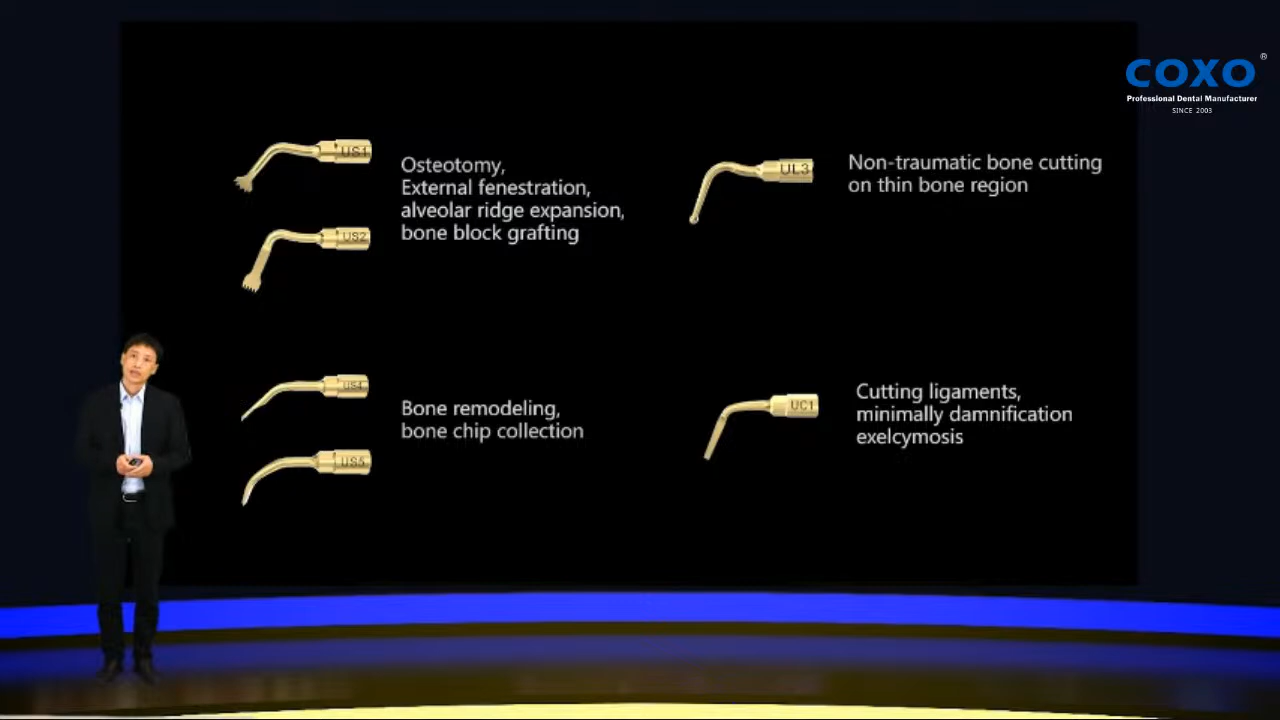 COXO
®
Professional Dental Manufacturer
SINCE 2003
US1
US2
Osteotomy,
External fenestration,
alveolar ridge expansion,
bone block grafting
UL3
Non-traumatic bone cutting
on thin bone region
US4
US5
Bone remodeling,
bone chip collection
UC1
Cutting ligaments,
minimally damnification
exelcymosis